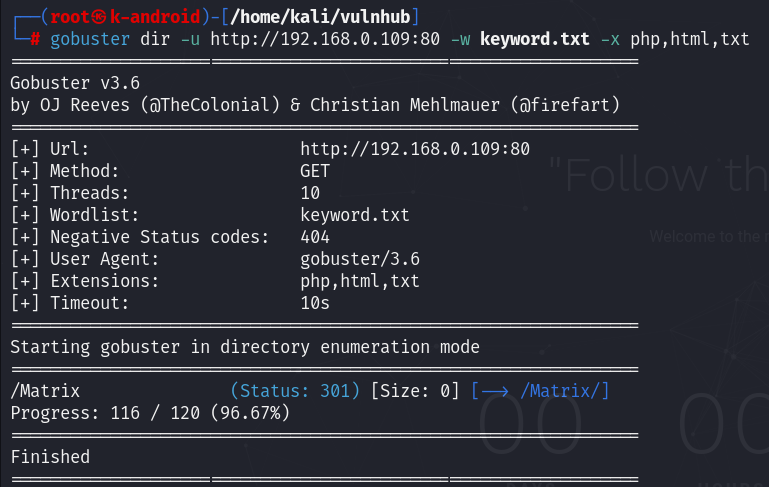 ┌──(root㉿k-android)-[/home/kali/vulnhub]
└─# gobuster dir -u http://192.168.0.109:80 -w keyword.txt -x php,html,txt
===============================================================
Gobuster v3.6
by OJ Reeves (@TheColonial) & Christian Mehlmauer (@firefart)
===============================================================
[+] Url:                     http://192.168.0.109:80
[+] Method:                  GET
[+] Threads:                 10
[+] Wordlist:                keyword.txt
[+] Negative Status codes:   404
[+] User Agent:              gobuster/3.6
[+] Extensions:              php,html,txt
[+] Timeout:                 10s
===============================================================
Starting gobuster in directory enumeration mode
===============================================================
/Matrix               (Status: 301) [Size: 0] [--> /Matrix/]
Progress: 116 / 120 (96.67%)
===============================================================
Finished
===============================================================
"Follow
Welcome to the
00 00